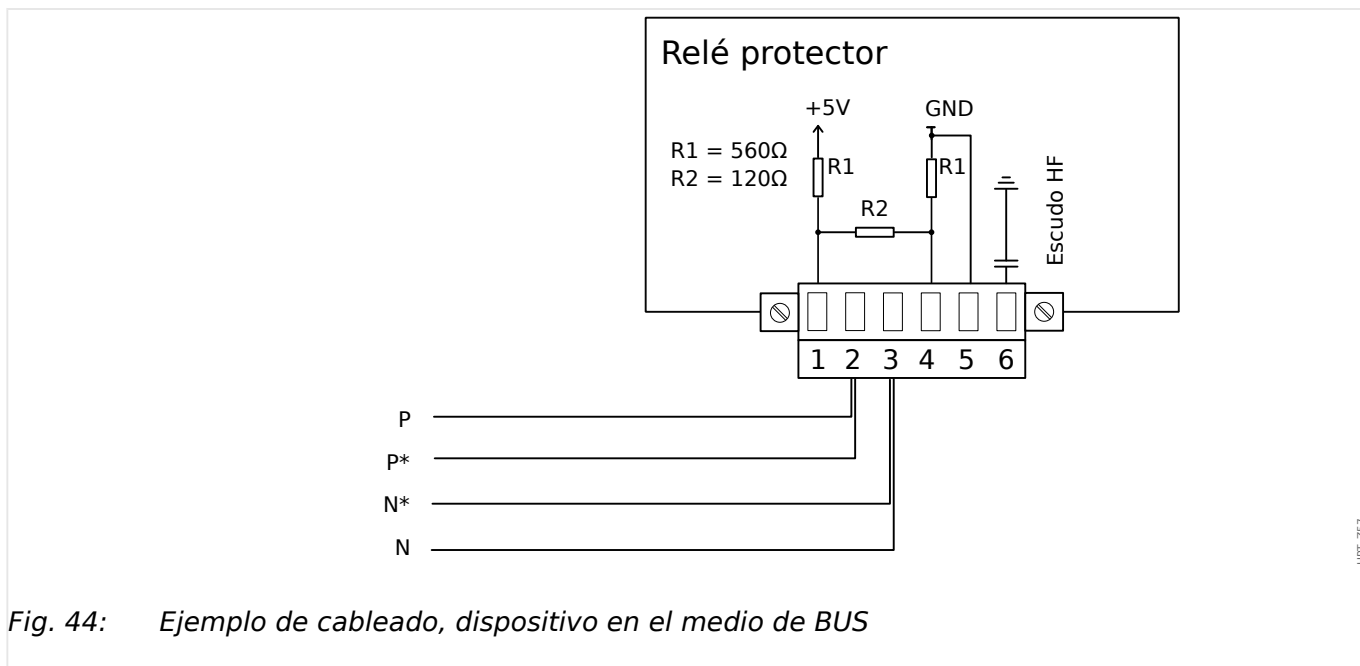 Relé protector
+5V GND
R1 = 560Ω
R2 = 120Ω
R1 R1
R2
Escudo HF
1 2 3 4 5 6
P
P*
N*
N
Fig. 44: Ejemplo de cableado, dispositivo en el medio de BUS